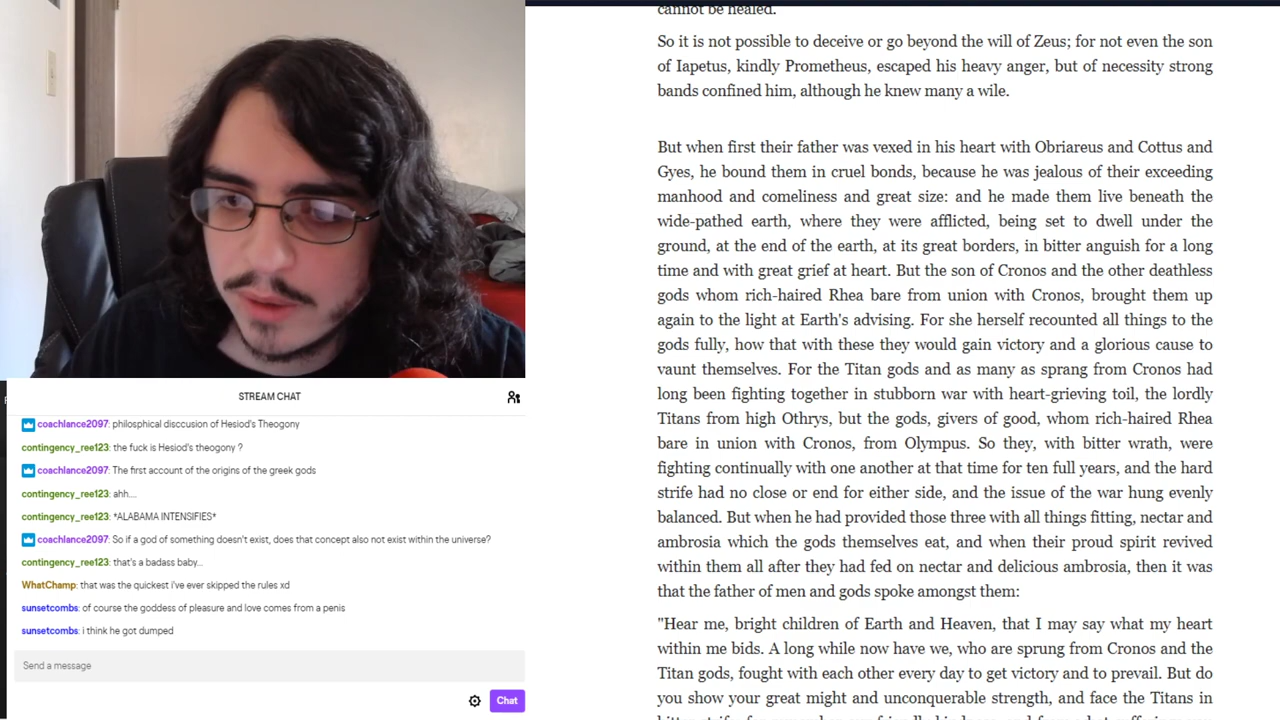 cannot be healed.
So it is not possible to deceive or go beyond the will of Zeus; for not even the son
of Iapetus, kindly Prometheus, escaped his heavy anger, but of necessity strong
bands confined him, although he knew many a wile.
But when first their father was vexed in his heart with Obriareus and Cottus and
Gyes, he bound them in cruel bonds, because he was jealous of their exceeding
manhood and comeliness and great size: and he made them live beneath the
wide-pathed earth, where they were afflicted, being set to dwell under the
ground, at the end of the earth, at its great borders, in bitter anguish for a long
time and with great grief at heart. But the son of Cronos and the other deathless
gods whom rich-haired Rhea bare from union with Cronos, brought them up
again to the light at Earth's advising. For she herself recounted all things to the
gods fully, how that with these they would gain victory and a glorious cause to
vaunt themselves. For the Titan gods and as many as sprang from Cronos had
long been fighting together in stubborn war with heart-grieving toil, the lordly
Titans from high Othrys, but the gods, givers of good, whom rich-haired Rhea
bare in union with Cronos, from Olympus. So they, with bitter wrath, were
fighting continually with one another at that time for ten full years, and the hard
strife had no close or end for either side, and the issue of the war hung evenly
balanced. But when he had provided those three with all things fitting, nectar and
ambrosia which the gods themselves eat, and when their proud spirit revived
within them all after they had fed on nectar and delicious ambrosia, then it was
that the father of men and gods spoke amongst them:
"Hear me, bright children of Earth and Heaven, that I may say what my heart
within me bids. A long while now have we, who are sprung from Cronos and the
Titan gods, fought with each other every day to get victory and to prevail. But do
you show your great might and unconquerable strength, and face the Titans in
STREAM CHAT
coachlance2097: philosphical disccusion of Hesiod's Theogony
contingency_ree123: the fuck is Hesiod's theogony ?
coachlance2097: The first account of the origins of the greek gods
contingency_ree123: ahh....
contingency_ree123: *ALABAMA INTENSIFIES*
coachlance2097: So if a god of something doesn't exist, does that concept also not exist within the universe?
contingency_ree123: that's a badass baby...
WhatChamp: that was the quickest i've ever skipped the rules xd
sunsetcombs: of course the goddess of pleasure and love comes from a penis
sunsetcombs: i think he got dumped
Send a message
Chat